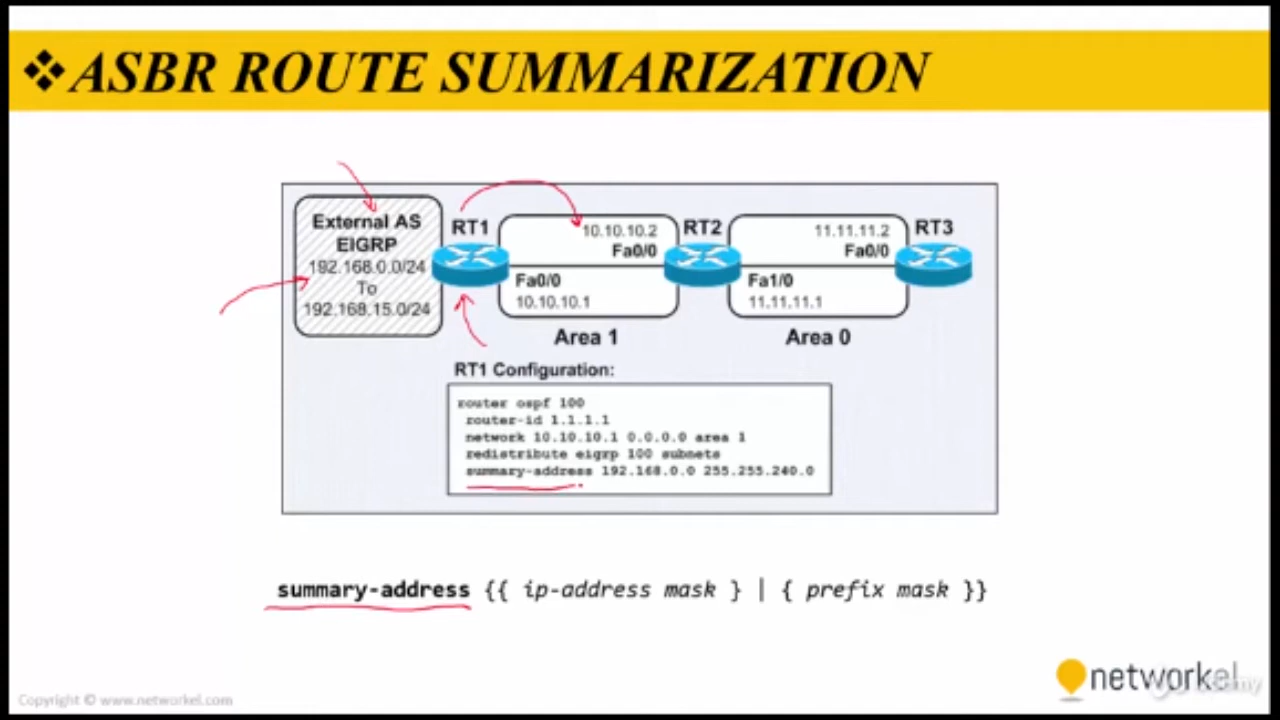 ❖ASBR ROUTE SUMMARIZATION
External AS
EIGRP
192.168.0.0/24
To
192.168.15.0/24
RT1
10.10.10.2
Fa0/0
Fa0/0
10.10.10.1
Area 1
RT2
11.11.11.2
Fa0/0
Fa1/0
11.11.11.1
Area 0
RT3
RT1 Configuration:
router ospf 100
router-id 1.1.1.1
network 10.10.10.1 0.0.0.0 area 1
redistribute eigrp 100 subnets
summary-address 192.168.0.0 255.255.240.0
summary-address {{ ip-address mask } | { prefix mask }}
networkel
Copyright © www.networkel.com